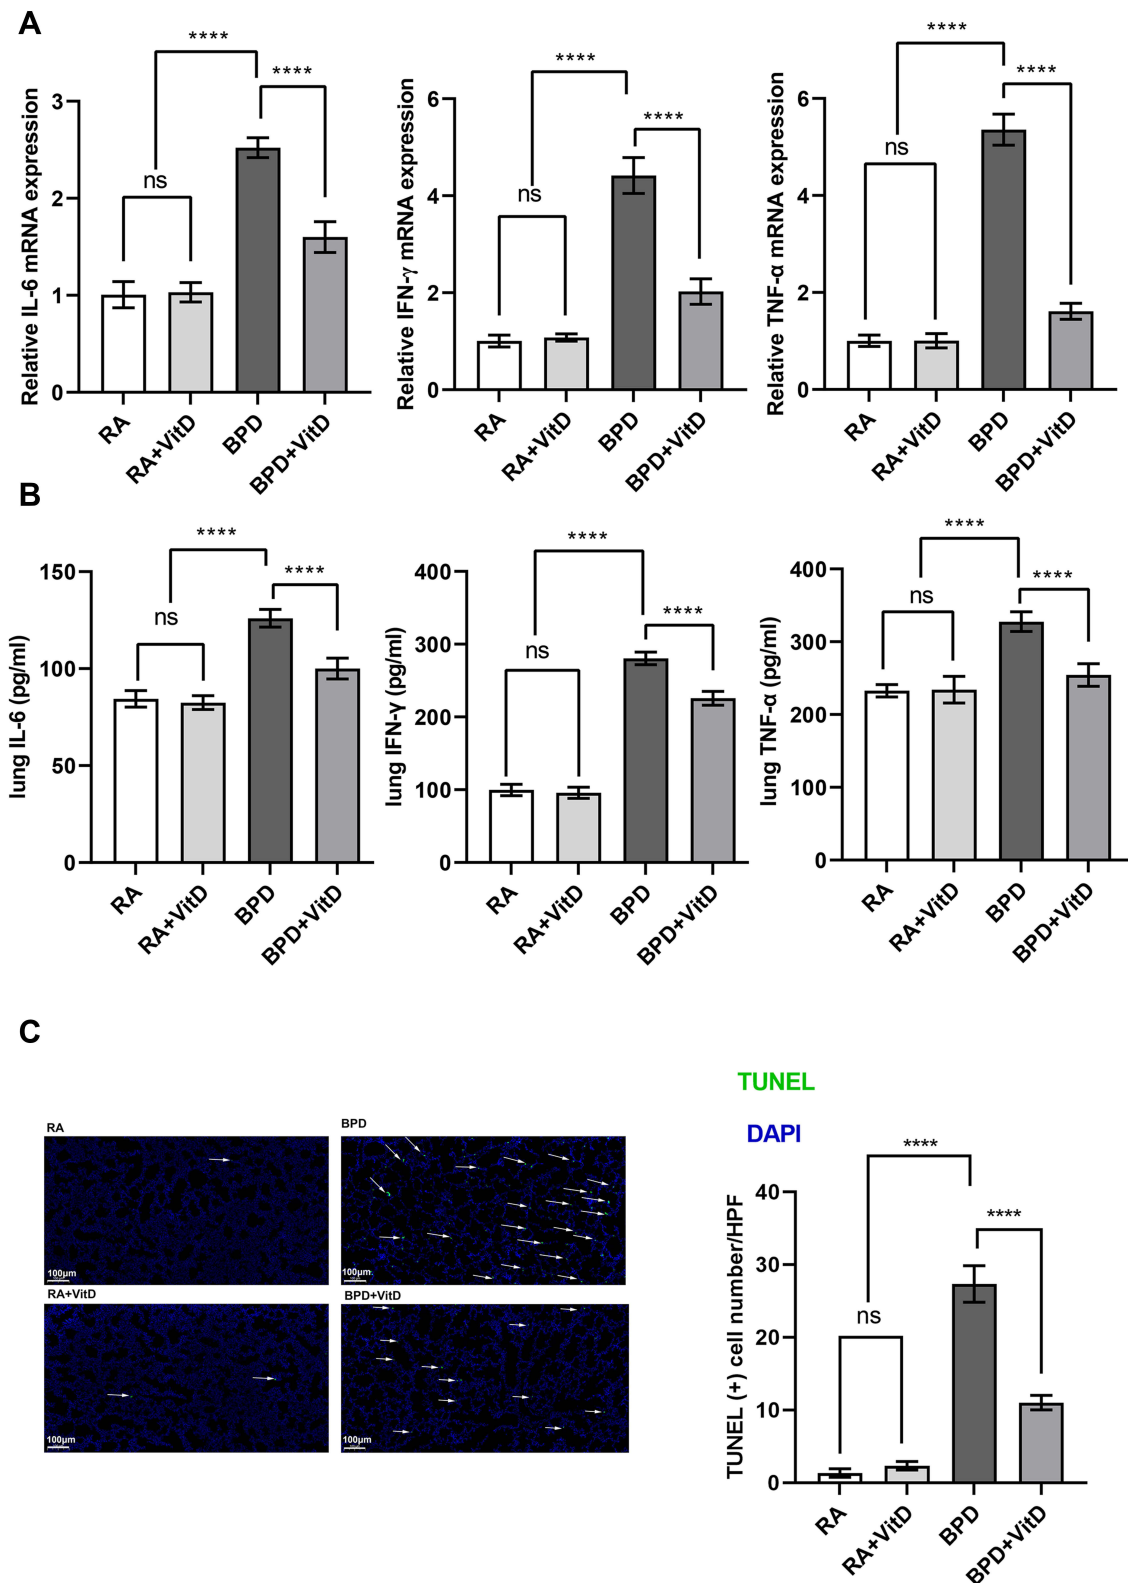 A
Relative IL-6 mRNA expression
3
2
1
0
****
****
ns
RA
RA+VitD
BPD
BPD+VitD
Relative IFN-γ mRNA expression
6
4
2
0
****
****
ns
RA
RA+VitD
BPD
BPD+VitD
Relative TNF-α mRNA expression
6
4
2
0
****
****
ns
RA
RA+VitD
BPD
BPD+VitD
B
lung IL-6 (pg/ml)
150
100
50
0
****
****
ns
RA
RA+VitD
BPD
BPD+VitD
lung IFN-γ (pg/ml)
400
300
200
100
0
****
****
ns
RA
RA+VitD
BPD
BPD+VitD
lung TNF-α (pg/ml)
400
300
200
100
0
****
****
ns
RA
RA+VitD
BPD
BPD+VitD
C
RA
100μm
BPD
100μm
RA+VitD
100μm
BPD+VitD
100μm
TUNEL
DAPI
TUNEL (+) cell number/HPF
40
30
20
10
0
****
****
ns
RA
RA+VitD
BPD
BPD+VitD